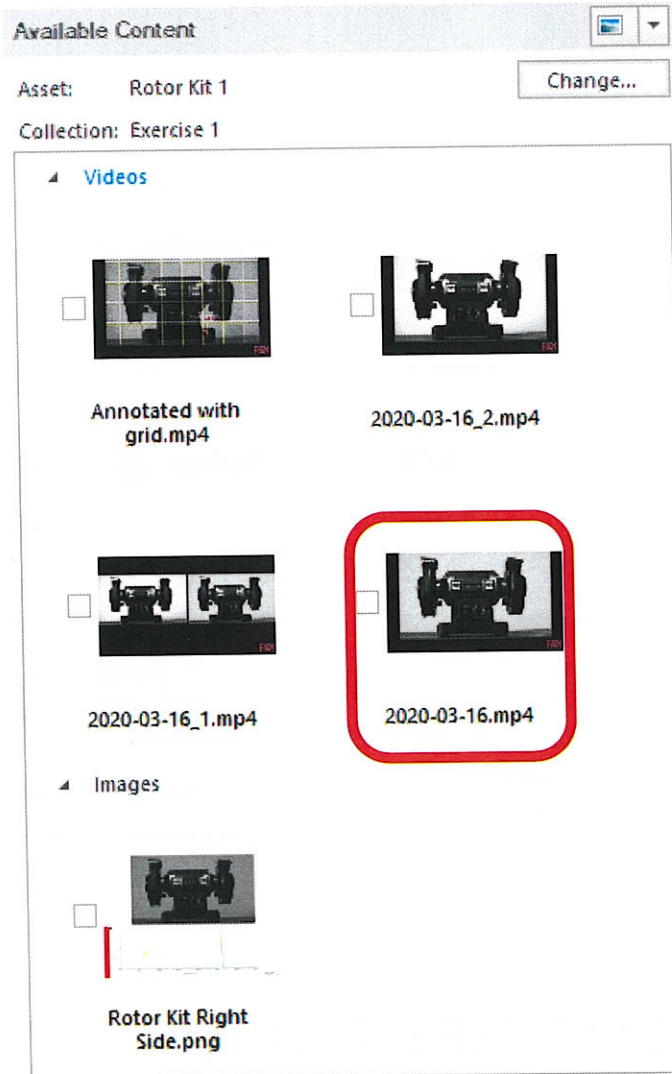 Available Content
Asset: Rotor Kit 1
Change...
Collection: Exercise 1
Videos
Annotated with
grid.mp4
2020-03-16_2.mp4
2020-03-16_1.mp4
2020-03-16.mp4
Images
Rotor Kit Right
Side.png